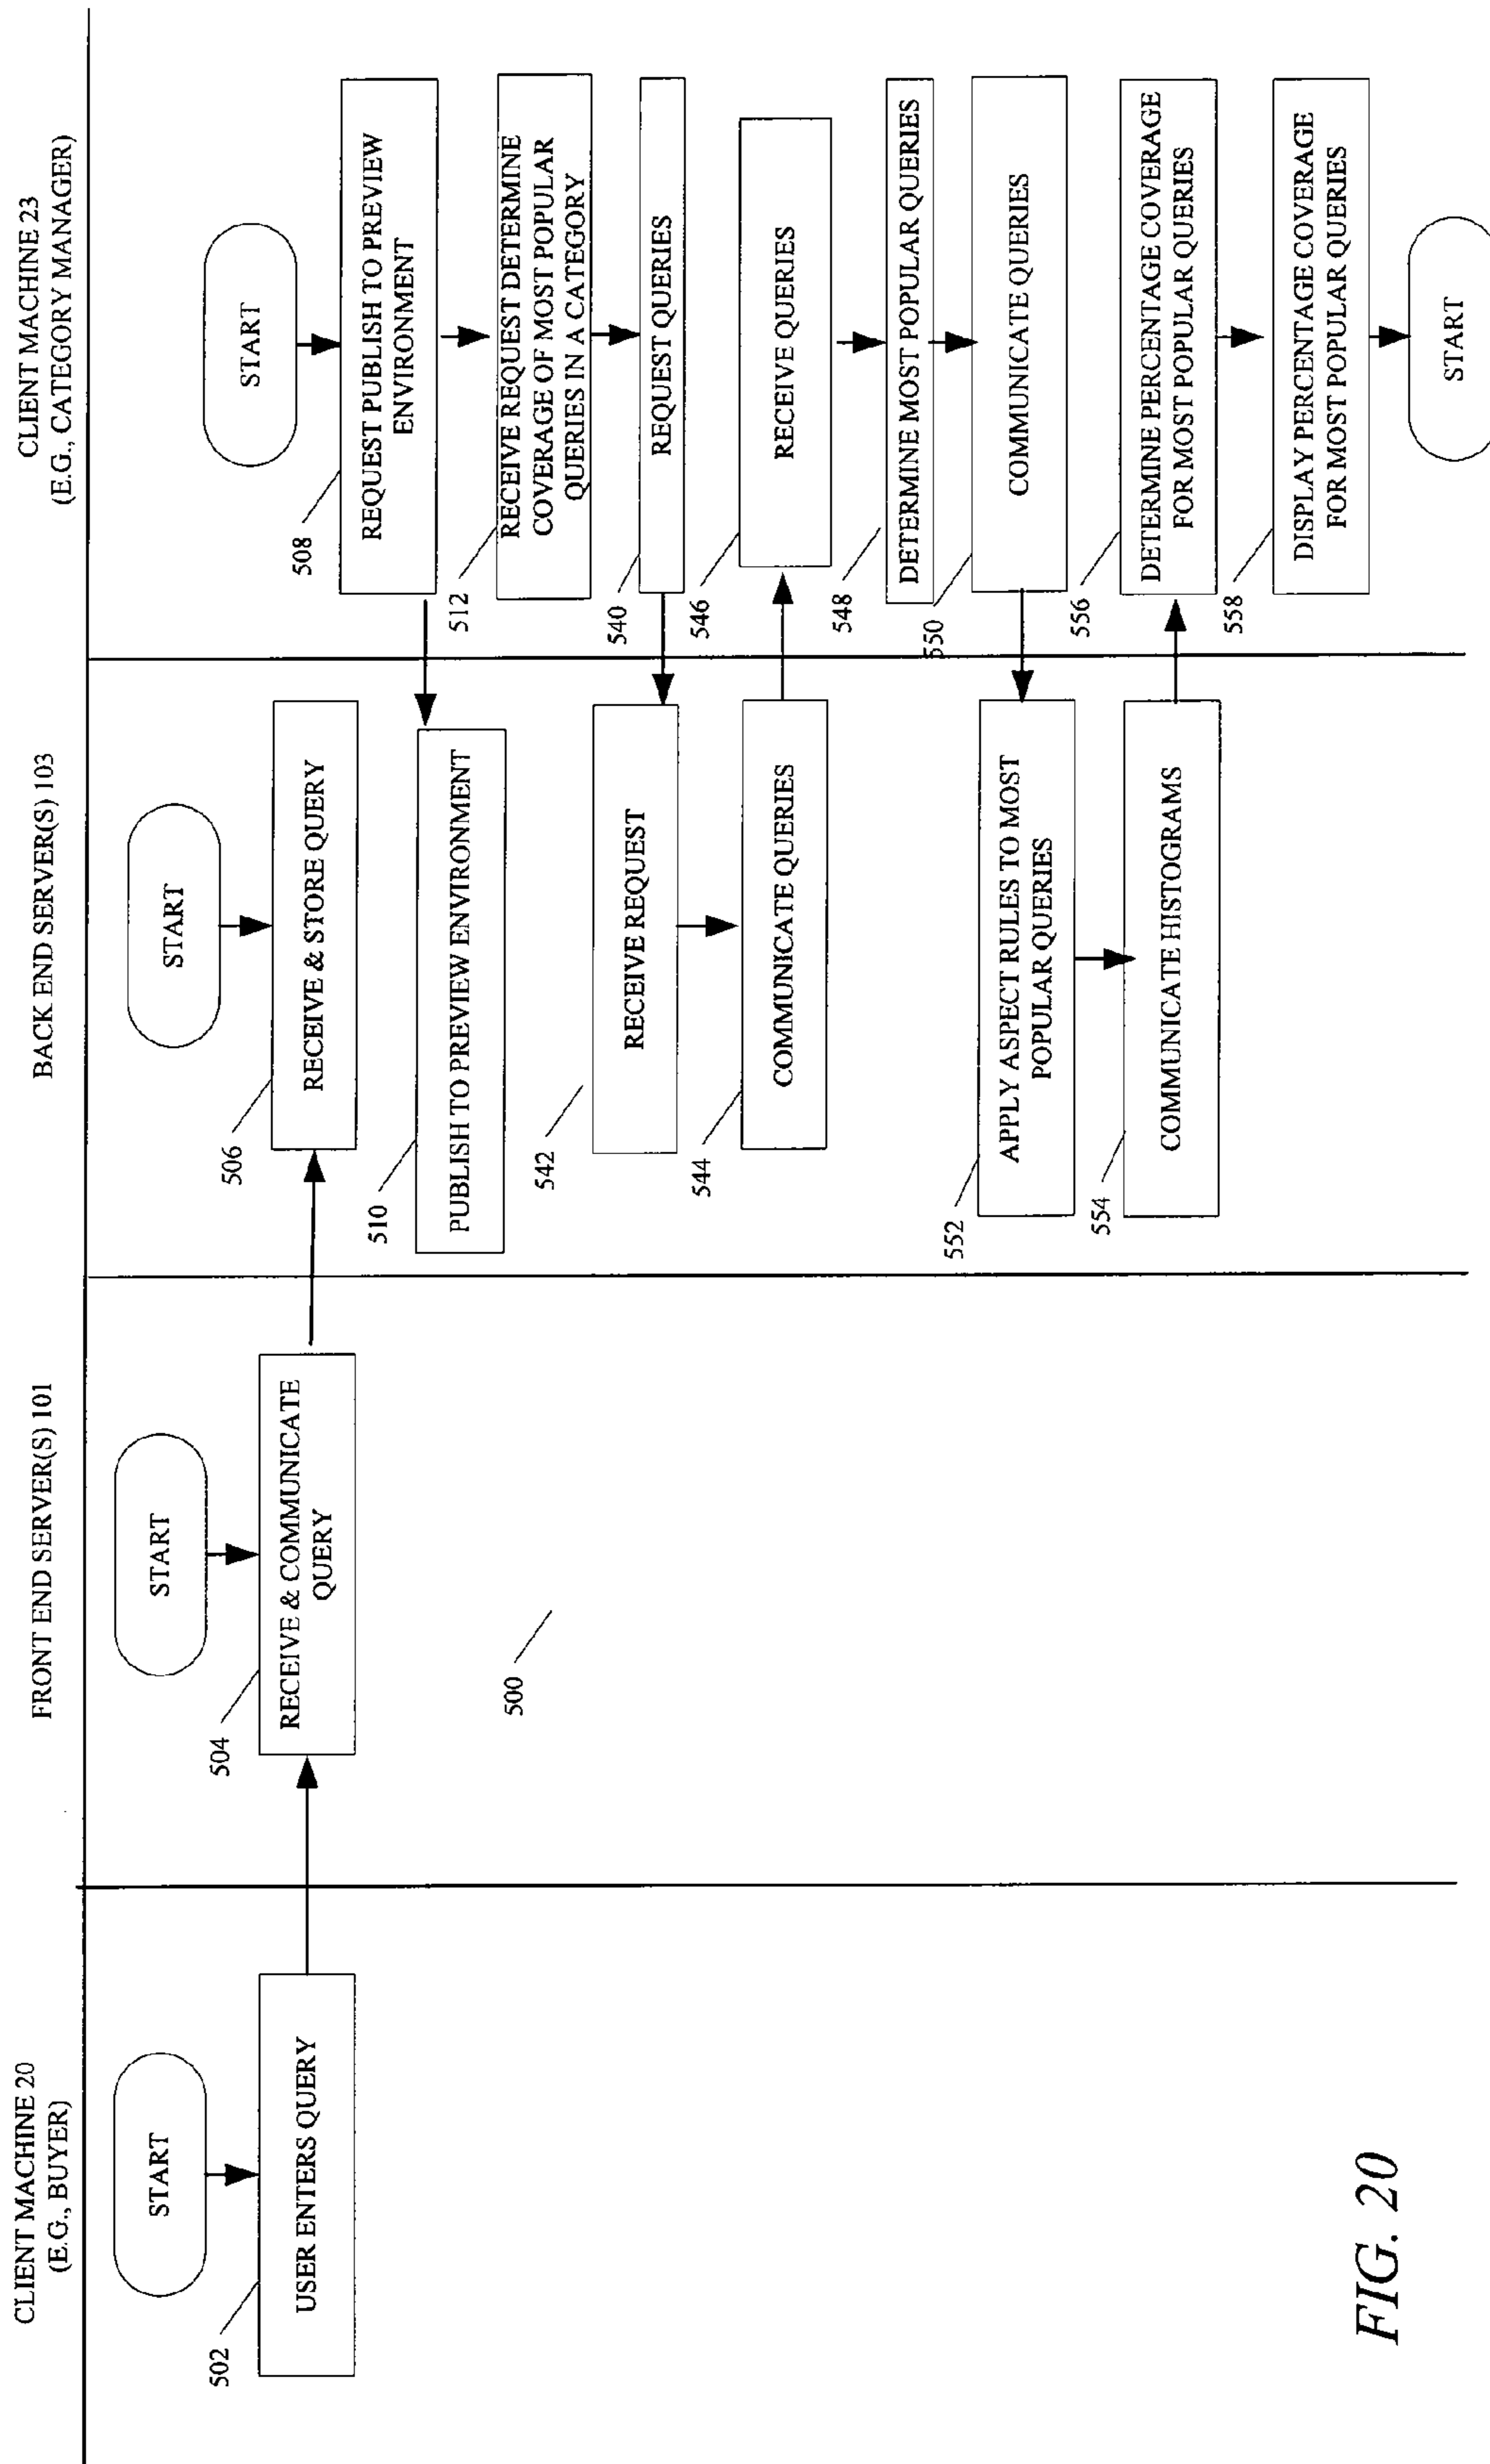 CLIENT MACHINE 20
(E.G., BUYER)
START
502
USER ENTERS QUERY
FRONT END SERVER(S) 101
START
504
RECEIVE & COMMUNICATE
QUERY
500
BACK END SERVER(S) 103
START
506
RECEIVE & STORE QUERY
510
PUBLISH TO PREVIEW ENVIRONMENT
542
RECEIVE REQUEST
544
COMMUNICATE QUERIES
552
APPLY ASPECT RULES TO MOST
POPULAR QUERIES
554
COMMUNICATE HISTOGRAMS
CLIENT MACHINE 23
(E.G., CATEGORY MANAGER)
START
508
REQUEST PUBLISH TO PREVIEW
ENVIRONMENT
512
RECEIVE REQUEST DETERMINE
COVERAGE OF MOST POPULAR
QUERIES IN A CATEGORY
540
REQUEST QUERIES
546
RECEIVE QUERIES
548
DETERMINE MOST POPULAR QUERIES
550
COMMUNICATE QUERIES
556
DETERMINE PERCENTAGE COVERAGE
FOR MOST POPULAR QUERIES
558
DISPLAY PERCENTAGE COVERAGE
FOR MOST POPULAR QUERIES
START
FIG. 20